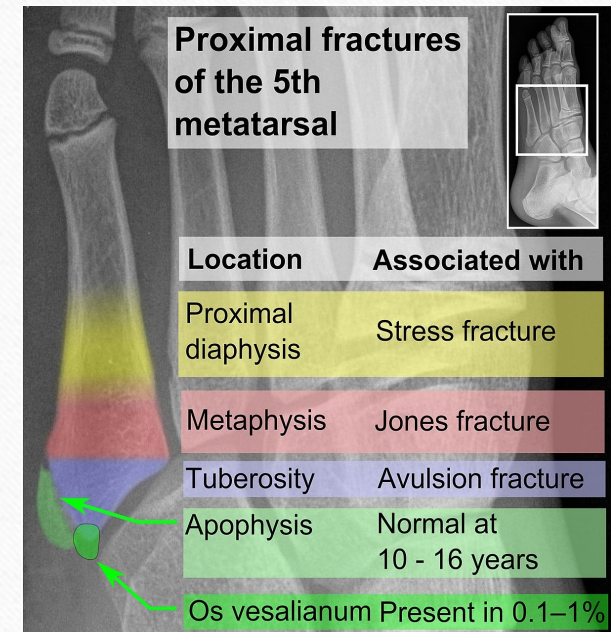 Proximal fractures
of the 5th
metatarsal
Location Associated with
Proximal
diaphysis
Stress fracture
Metaphysis Jones fracture
Tuberosity Avulsion fracture
Apophysis
Normal at
10 - 16 years
Os vesalianum Present in 0.1–1%